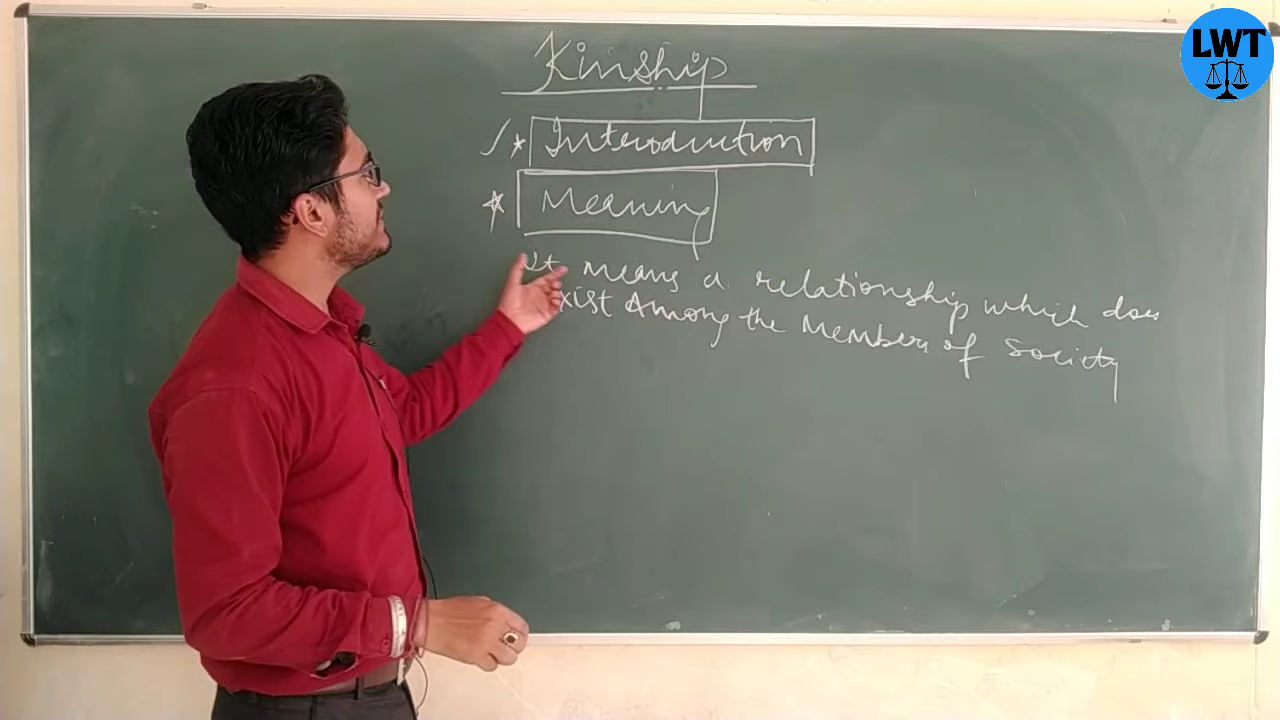 LWT
Kinship
Introduction
Meaning
It means a relationship which does
exist Among the Members of Society